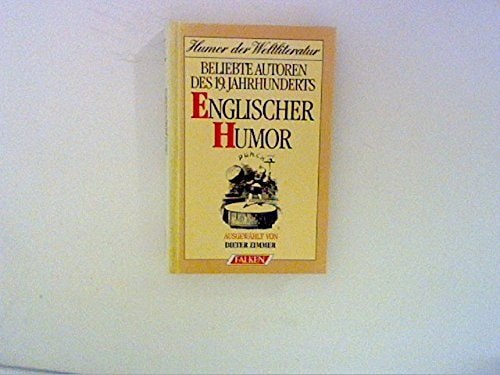 Humor der Weltliteratur
BELIEBTE AUTOREN
DES 19. JAHRHUNDERTS
ENGLISCHER
HUMOR
PUNCH
AUSGEWÄHLT VON
DIETER ZIMMER
FALKEN